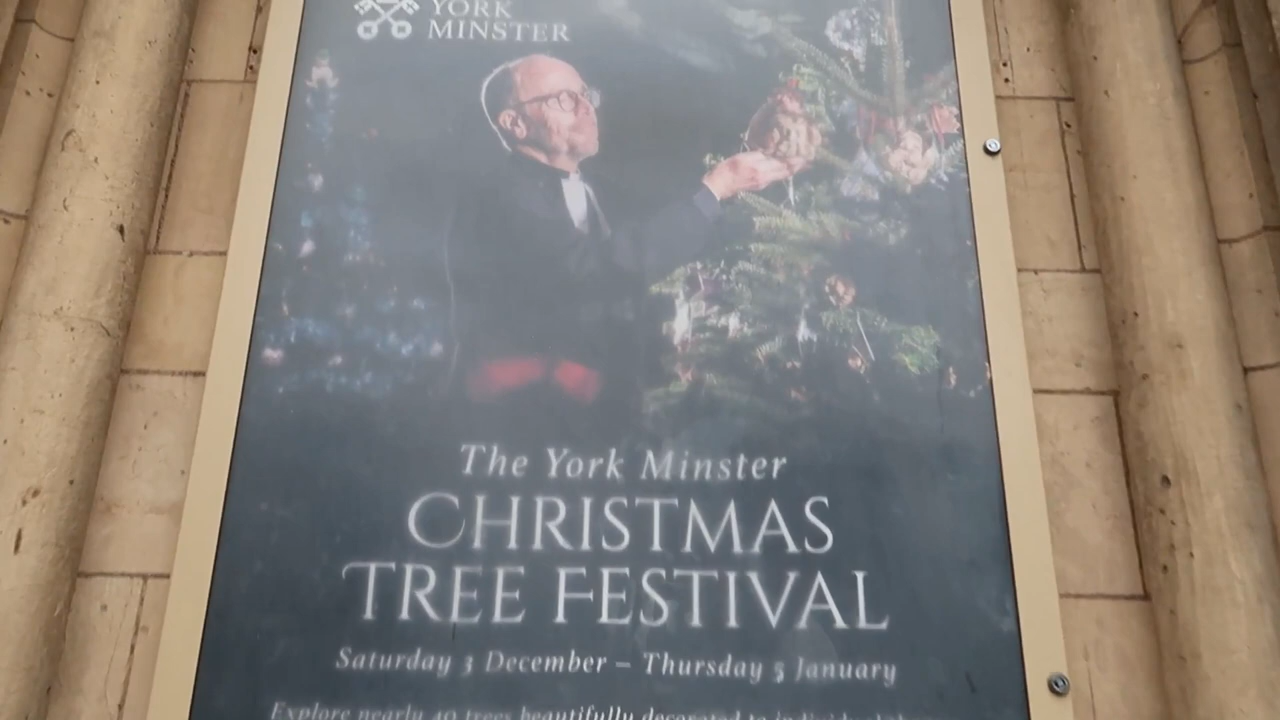 YORK
MINSTER
The York Minster
CHRISTMAS
TREE FESTIVAL
Saturday 3 December – Thursday 5 January
Explore nearly 40 trees beautifully decorated to